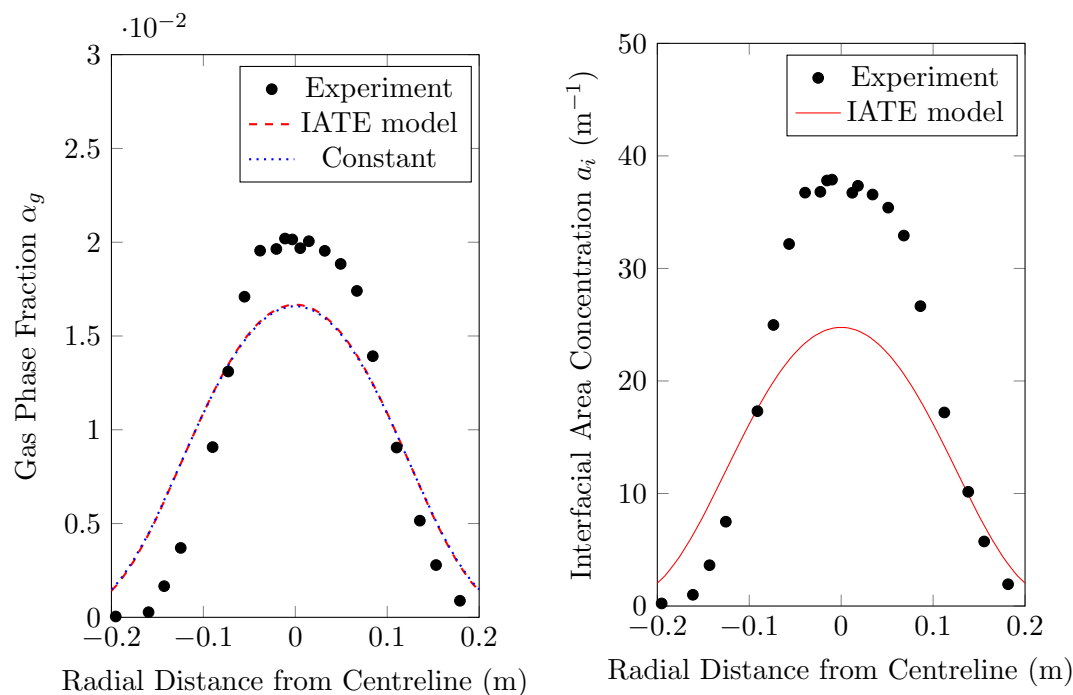 ·10⁻²
3
2.5
2
1.5
1
0.5
0
−0.2
−0.1
0
0.1
0.2
Gas Phase Fraction αg
Radial Distance from Centreline (m)
Experiment
IATE model
Constant
50
40
30
20
10
0
−0.2
−0.1
0
0.1
0.2
Interfacial Area Concentration ai (m⁻¹)
Radial Distance from Centreline (m)
Experiment
IATE model